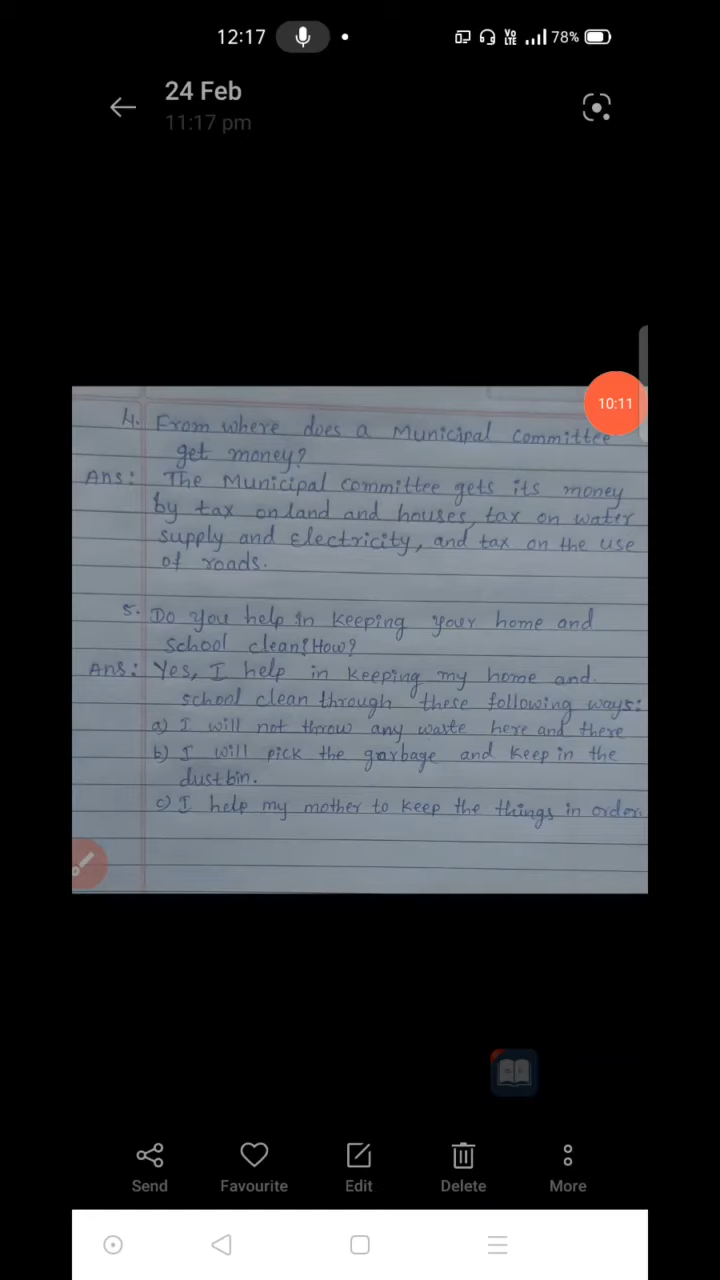 12:17
VO LTE 78%
24 Feb
11:17 pm
10:11
4. From where does a Municipal Committee
get money?
Ans: The Municipal committee gets its money
by tax on land and houses, tax on water
supply and Electricity, and tax on the use
of roads.
5. Do you help in keeping your home and
school clean? How?
Ans: Yes, I help in keeping my home and.
school clean through these following ways:
a) I will not throw any waste here and there
b) I will pick the garbage and keep in the
dustbin.
c) I help my mother to keep the things in order.
Send Favourite Edit Delete More